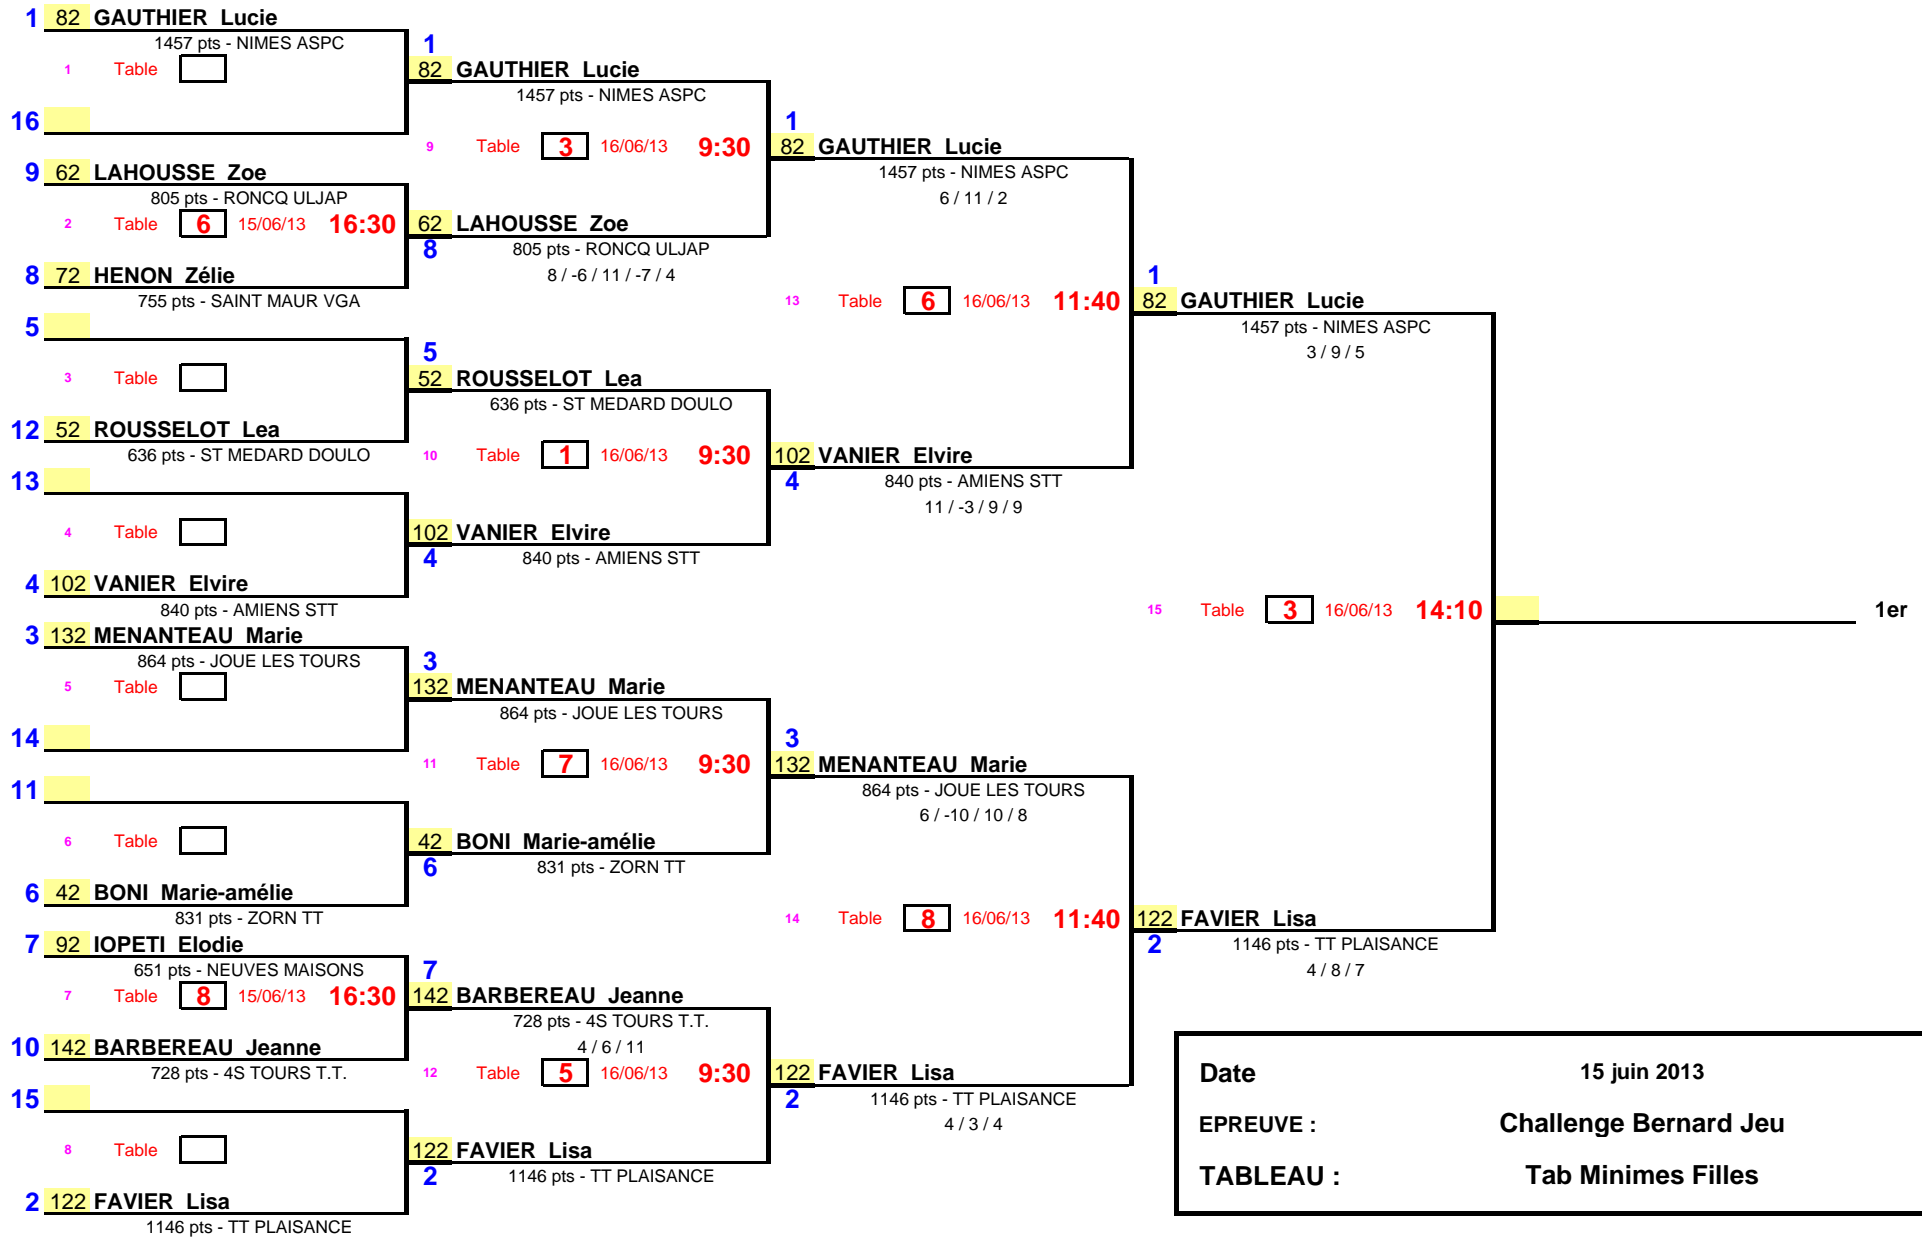 1 82 GAUTHIER Lucie
1457 pts - NIMES ASPC
1 Table
16
9 62 LAHOUSSE Zoe
805 pts - RONCQ ULJAP
2 Table 6 15/06/13 16:30
8 72 HENON Zélie
755 pts - SAINT MAUR VGA
5
3 Table
12 52 ROUSSELOT Lea
636 pts - ST MEDARD DOULO
13
4 Table
4 102 VANIER Elvire
840 pts - AMIENS STT
3 132 MENANTEAU Marie
864 pts - JOUE LES TOURS
5 Table
14
11
6 Table
6 42 BONI Marie-amélie
831 pts - ZORN TT
7 92 IOPETI Elodie
651 pts - NEUVES MAISONS
7 Table 8 15/06/13 16:30
10 142 BARBEREAU Jeanne
728 pts - 4S TOURS T.T.
15
8 Table
2 122 FAVIER Lisa
1146 pts - TT PLAISANCE
1
82 GAUTHIER Lucie
1457 pts - NIMES ASPC
9 Table 3 16/06/13 9:30
62 LAHOUSSE Zoe
8
805 pts - RONCQ ULJAP
8 / -6 / 11 / -7 / 4
5
52 ROUSSELOT Lea
636 pts - ST MEDARD DOULO
10 Table 1 16/06/13 9:30
102 VANIER Elvire
4
840 pts - AMIENS STT
3
132 MENANTEAU Marie
864 pts - JOUE LES TOURS
11 Table 7 16/06/13 9:30
42 BONI Marie-amélie
6
831 pts - ZORN TT
7
142 BARBEREAU Jeanne
728 pts - 4S TOURS T.T.
4 / 6 / 11
12 Table 5 16/06/13 9:30
122 FAVIER Lisa
2
1146 pts - TT PLAISANCE
1
82 GAUTHIER Lucie
1457 pts - NIMES ASPC
6 / 11 / 2
13 Table 6 16/06/13 11:40
102 VANIER Elvire
4
840 pts - AMIENS STT
11 / -3 / 9 / 9
3
132 MENANTEAU Marie
864 pts - JOUE LES TOURS
6 / -10 / 10 / 8
14 Table 8 16/06/13 11:40
122 FAVIER Lisa
2
1146 pts - TT PLAISANCE
4 / 3 / 4
1
82 GAUTHIER Lucie
1457 pts - NIMES ASPC
3 / 9 / 5
15 Table 3 16/06/13 14:10
122 FAVIER Lisa
2
1146 pts - TT PLAISANCE
4 / 8 / 7
1er
Date 15 juin 2013
EPREUVE : Challenge Bernard Jeu
TABLEAU : Tab Minimes Filles